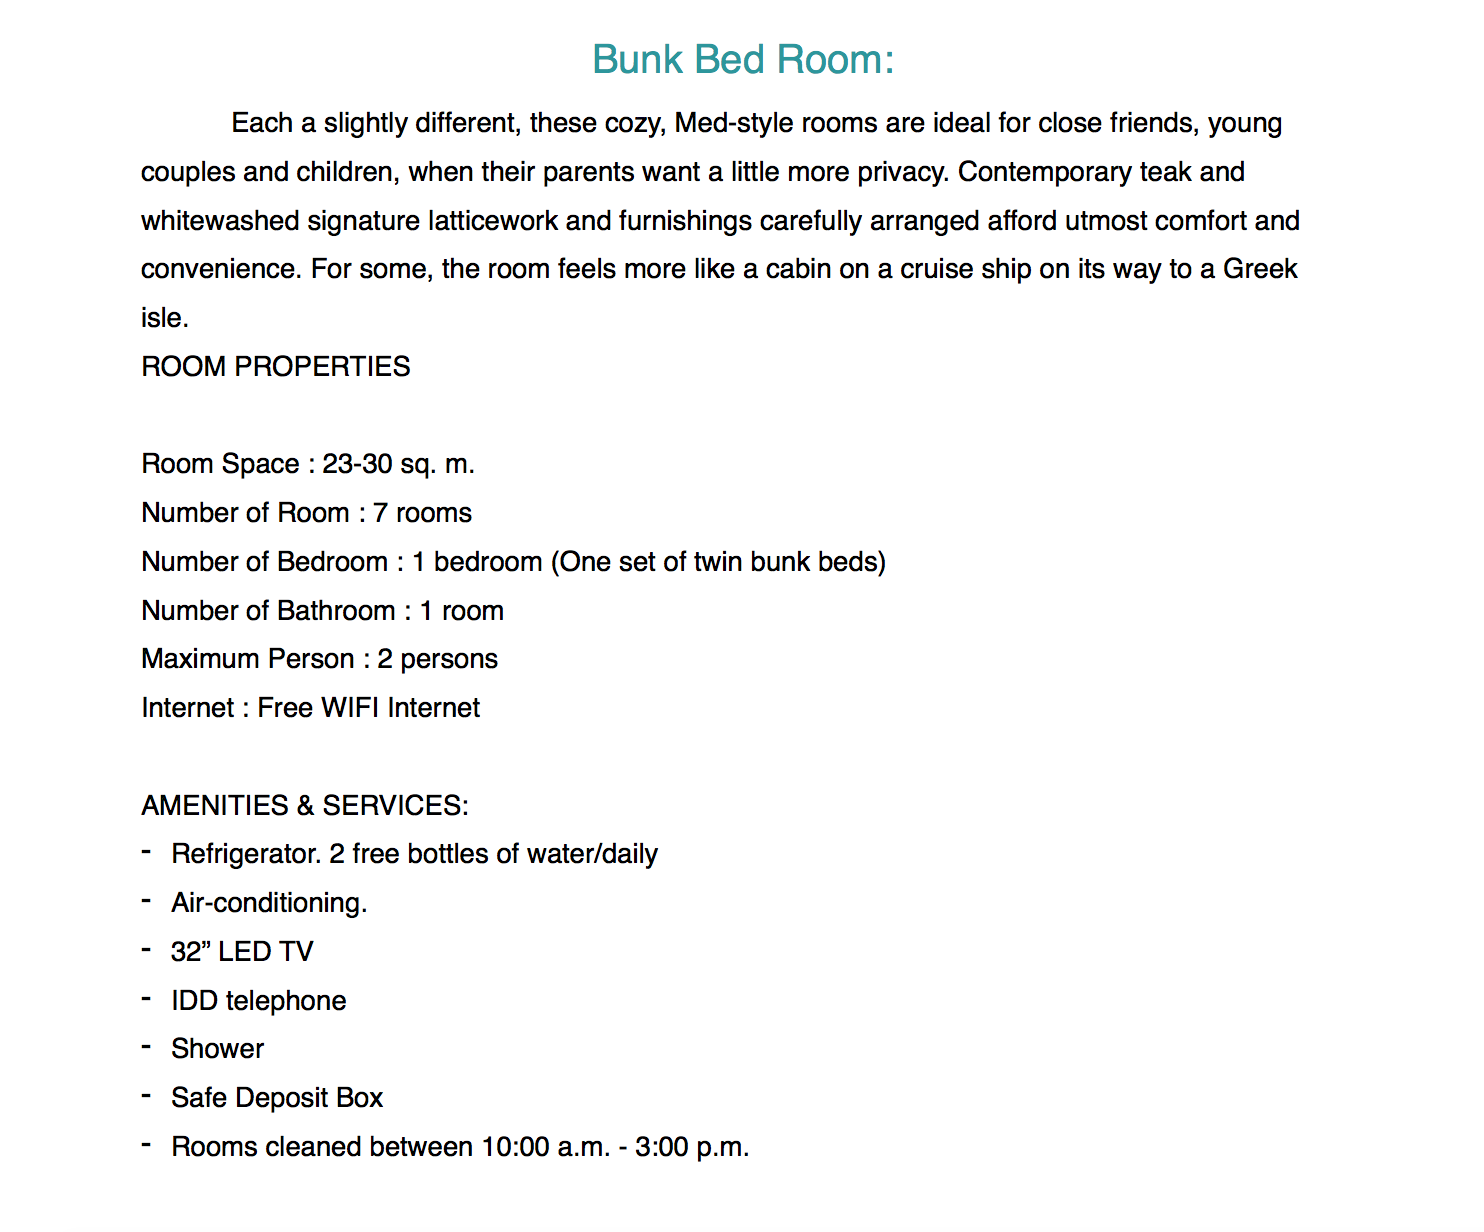 Bunk Bed Room:
Each a slightly different, these cozy, Med-style rooms are ideal for close friends, young
couples and children, when their parents want a little more privacy. Contemporary teak and
whitewashed signature latticework and furnishings carefully arranged afford utmost comfort and
convenience. For some, the room feels more like a cabin on a cruise ship on its way to a Greek
isle.
ROOM PROPERTIES
Room Space : 23-30 sq. m.
Number of Room : 7 rooms
Number of Bedroom : 1 bedroom (One set of twin bunk beds)
Number of Bathroom : 1 room
Maximum Person : 2 persons
Internet : Free WIFI Internet
AMENITIES & SERVICES:
- Refrigerator. 2 free bottles of water/daily
- Air-conditioning.
- 32” LED TV
- IDD telephone
- Shower
- Safe Deposit Box
- Rooms cleaned between 10:00 a.m. - 3:00 p.m.